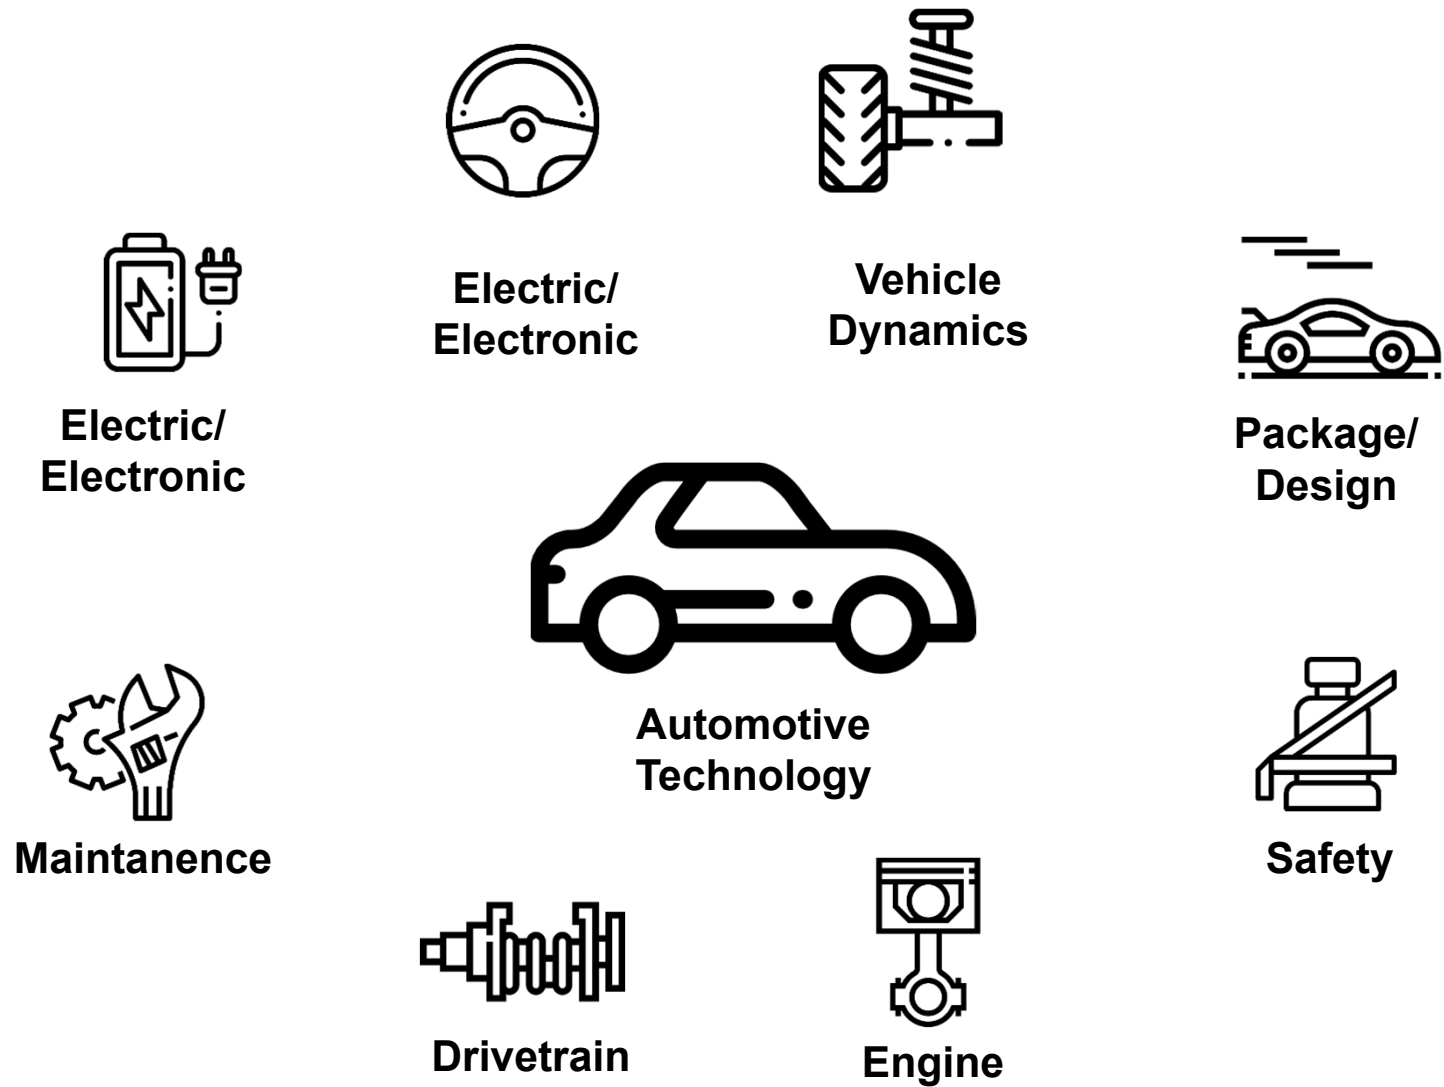 Electric/
Electronic
Vehicle
Dynamics
Electric/
Electronic
Package/
Design
Automotive
Technology
Maintanence
Safety
Drivetrain
Engine